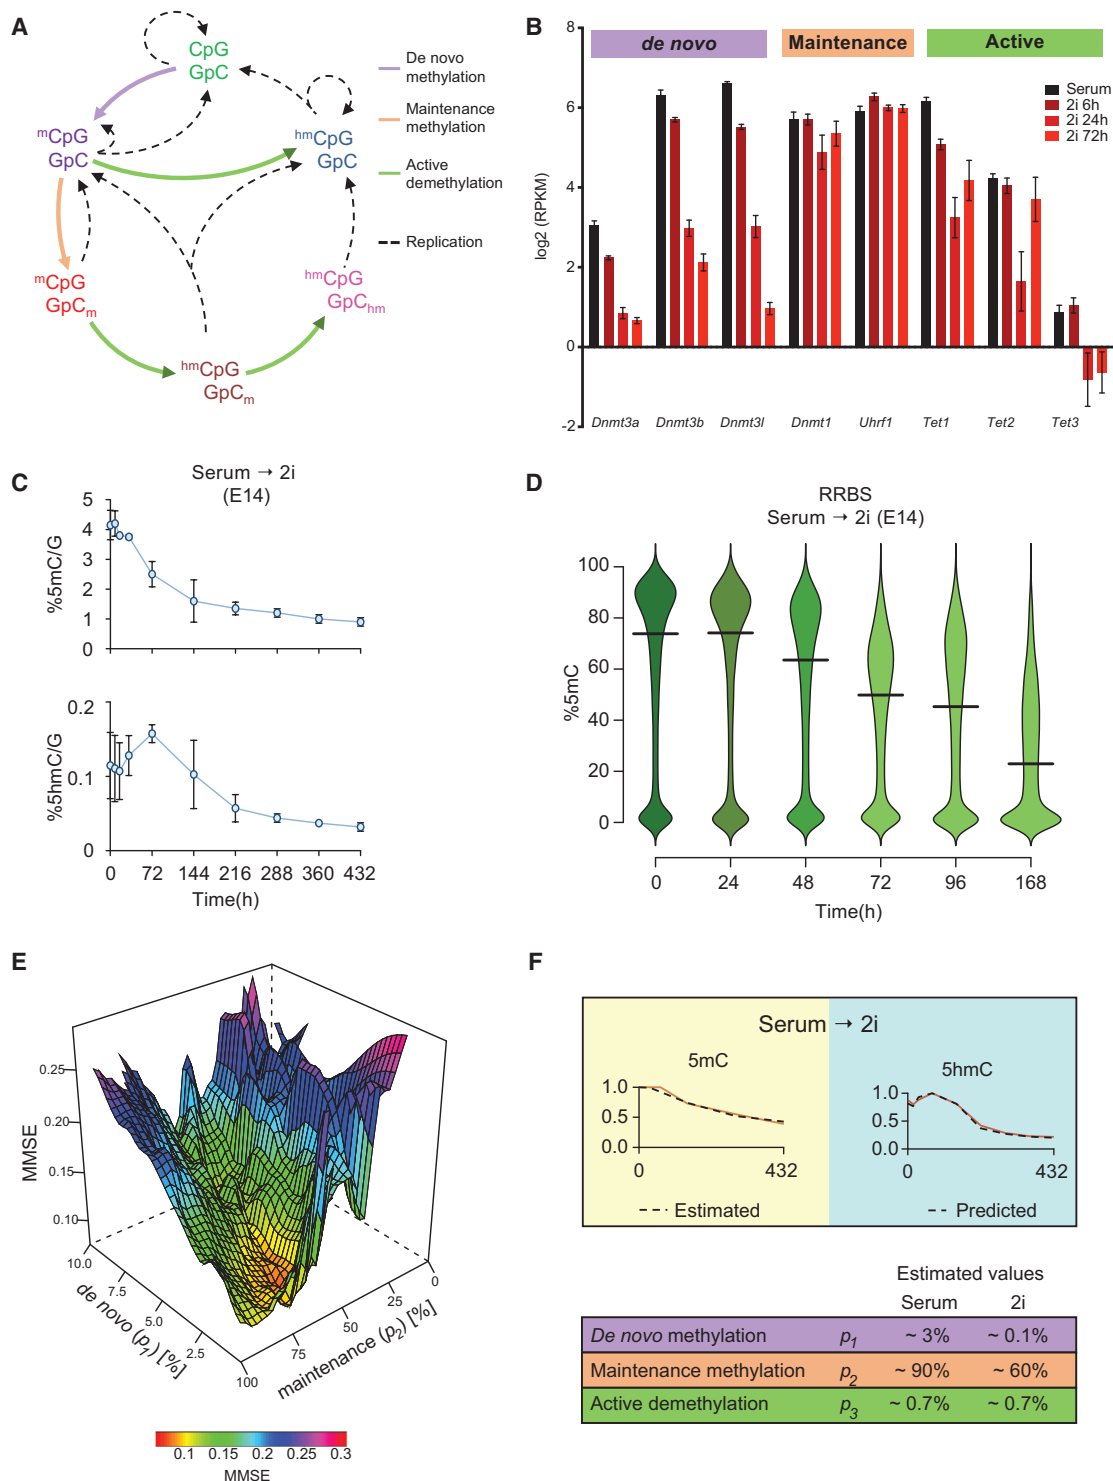 A
CpG
GpC
mCpG
GpC
hmCpG
GpC
mCpG
GpCm
hmCpG
GpChm
hmCpG
GpCm
De novo
methylation
Maintenance
methylation
Active
demethylation
Replication
B
de novo
Maintenance
Active
Serum
2i 6h
2i 24h
2i 72h
log2 (RPKM)
8
6
4
2
0
-2
Dnmt3a
Dnmt3b
Dnmt3l
Dnmt1
Uhrf1
Tet1
Tet2
Tet3
C
Serum → 2i
(E14)
%5mC/G
5
4
3
2
1
0
0 72 144 216 288 360 432
%5hmC/G
0.2
0.1
0
0 72 144 216 288 360 432
Time(h)
D
RRBS
Serum → 2i (E14)
%5mC
100
80
60
40
20
0
0 24 48 72 96 168
Time(h)
E
MMSE
0.25
0.20
0.15
0.10
10.0
7.5
5.0
2.5
de novo (p1) [%]
0
25
50
75
100
maintenance (p2) [%]
0.1 0.15 0.2 0.25 0.3
MMSE
F
Serum → 2i
5mC
1.0
0.5
0.0
0 432
Estimated
5hmC
1.0
0.5
0.0
0 432
Predicted
Estimated values
Serum 2i
De novo methylation p1 ~ 3% ~ 0.1%
Maintenance methylation p2 ~ 90% ~ 60%
Active demethylation p3 ~ 0.7% ~ 0.7%